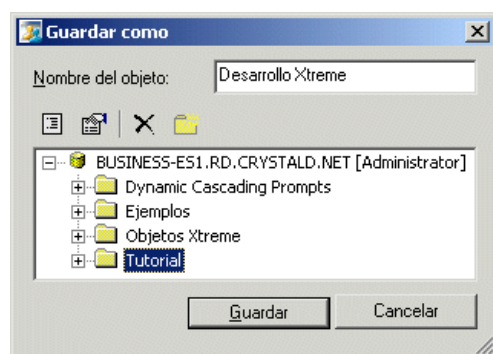 Guardar como
Nombre del objeto: Desarrollo Xtreme
BUSINESS-ES1.RD.CRYSTALD.NET [Administrator]
Dynamic Cascading Prompts
Ejemplos
Objetos Xtreme
Tutorial
Guardar Cancelar